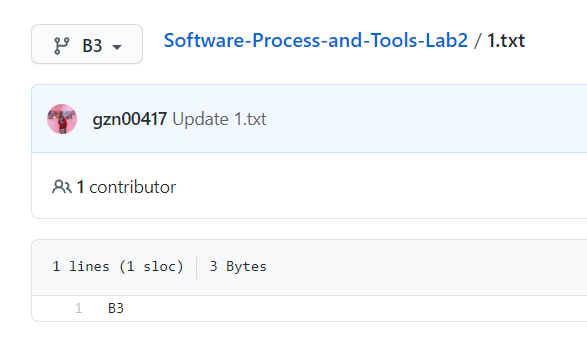 B3 Software-Process-and-Tools-Lab2 / 1.txt
gzn00417 Update 1.txt
1 contributor
1 lines (1 sloc) 3 Bytes
1 B3